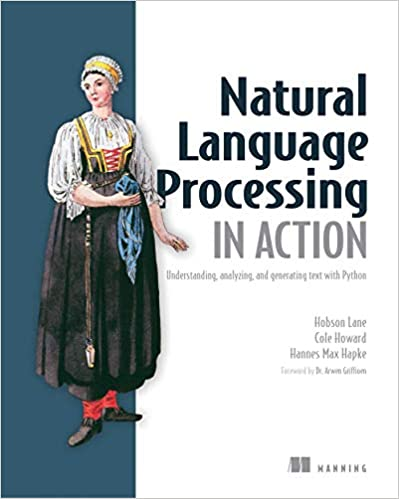 Natural
Language
Processing
IN ACTION
Understanding, analyzing, and generating text with Python
Hobson Lane
Cole Howard
Hannes Max Hapke
Foreword by Dr. Arwen Griffioen
MANNING